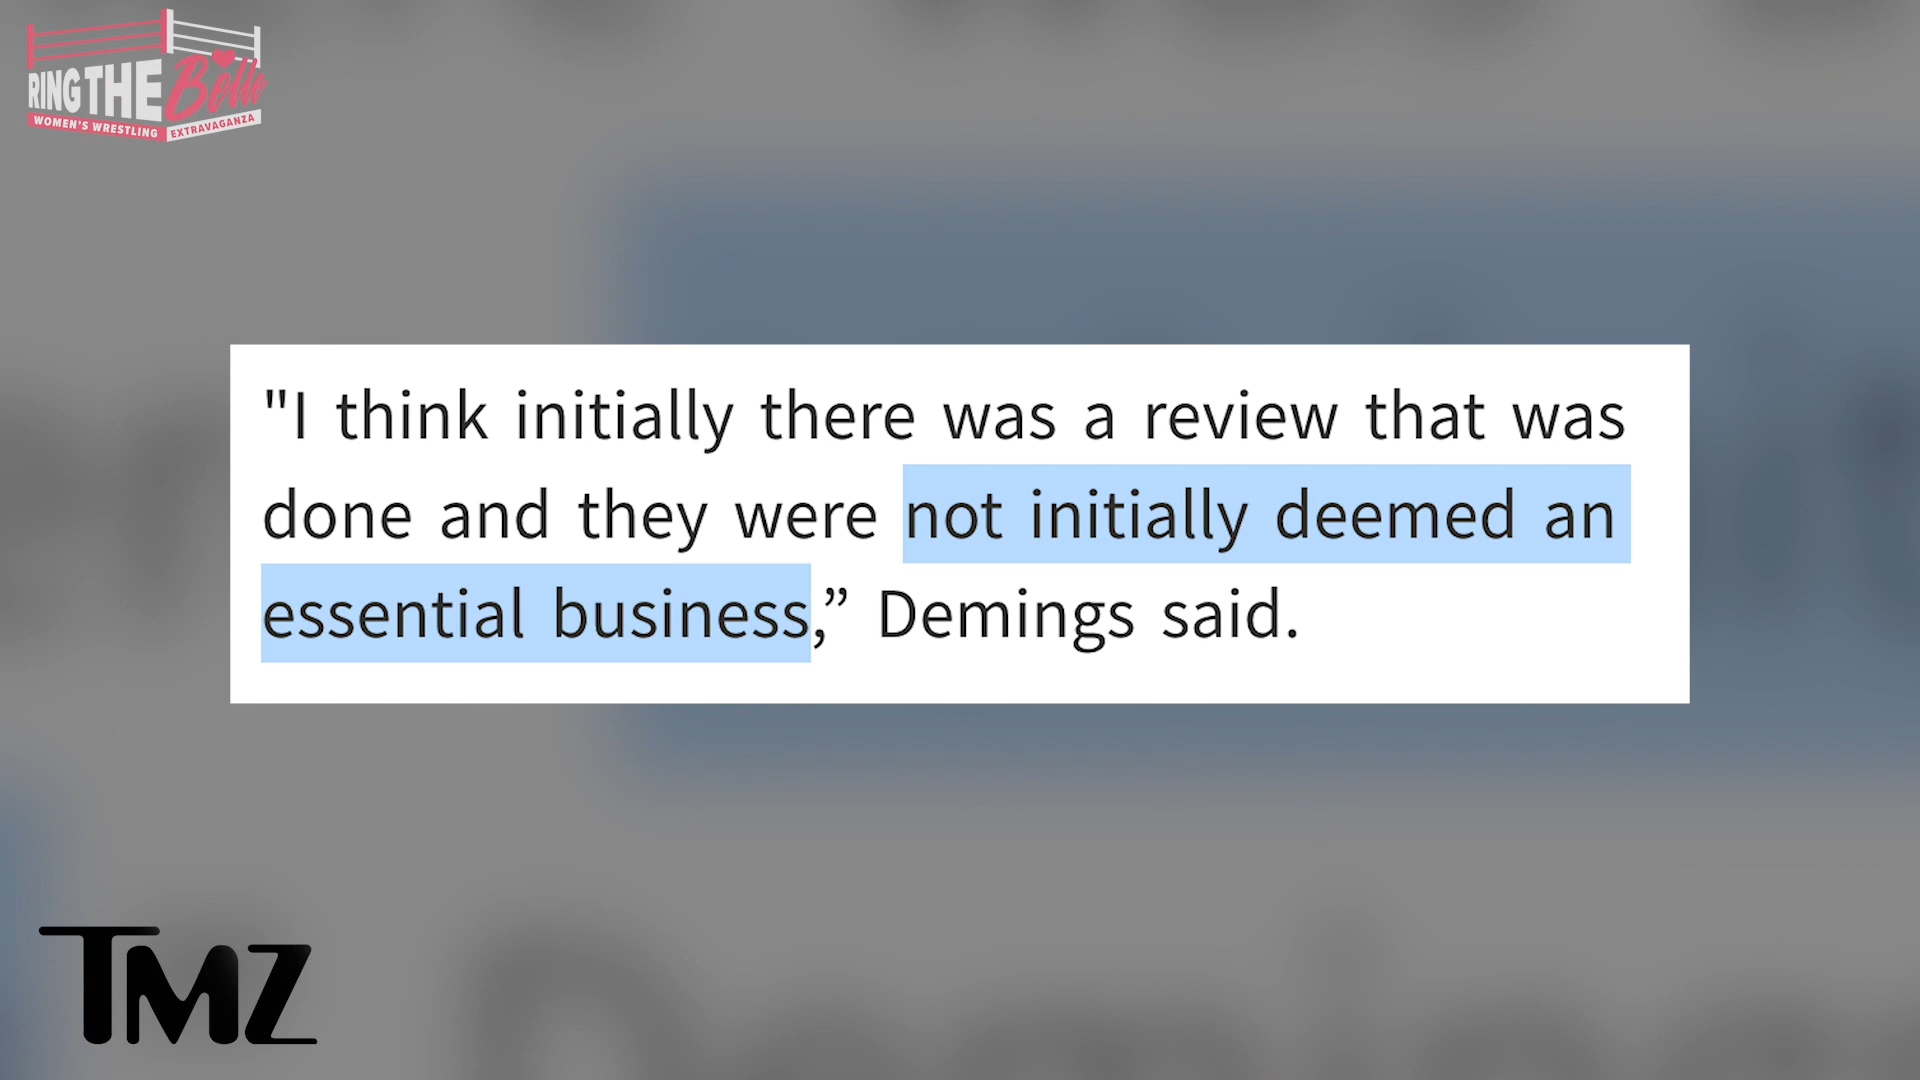 RING THE Belle
WOMEN'S WRESTLING EXTRAVAGANZA
"I think initially there was a review that was
done and they were not initially deemed an
essential business,” Demings said.
TMZ